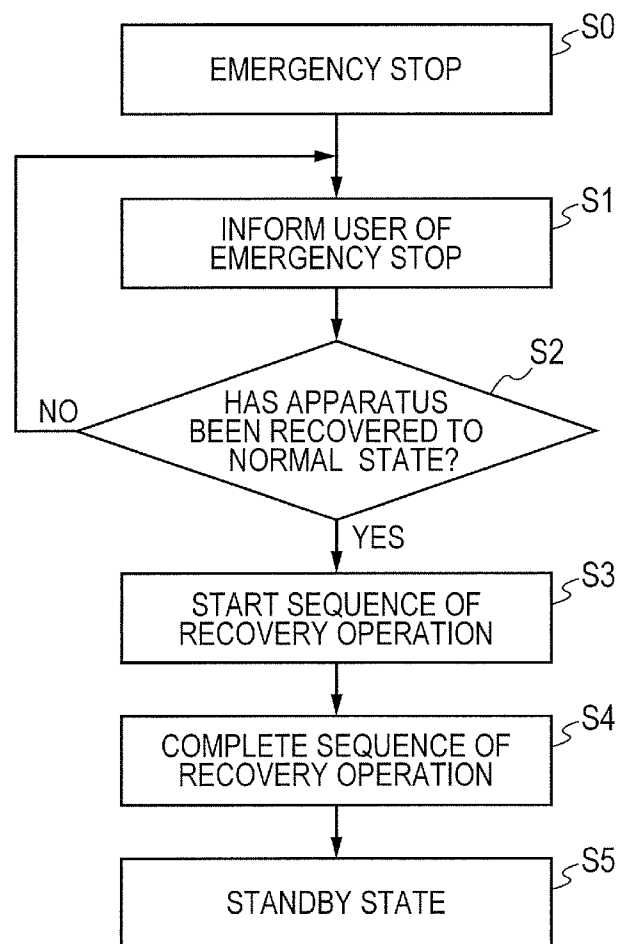 S0
EMERGENCY STOP
S1
INFORM USER OF
EMERGENCY STOP
S2
HAS APPARATUS
BEEN RECOVERED TO
NORMAL STATE?
NO
YES
S3
START SEQUENCE OF
RECOVERY OPERATION
S4
COMPLETE SEQUENCE OF
RECOVERY OPERATION
S5
STANDBY STATE